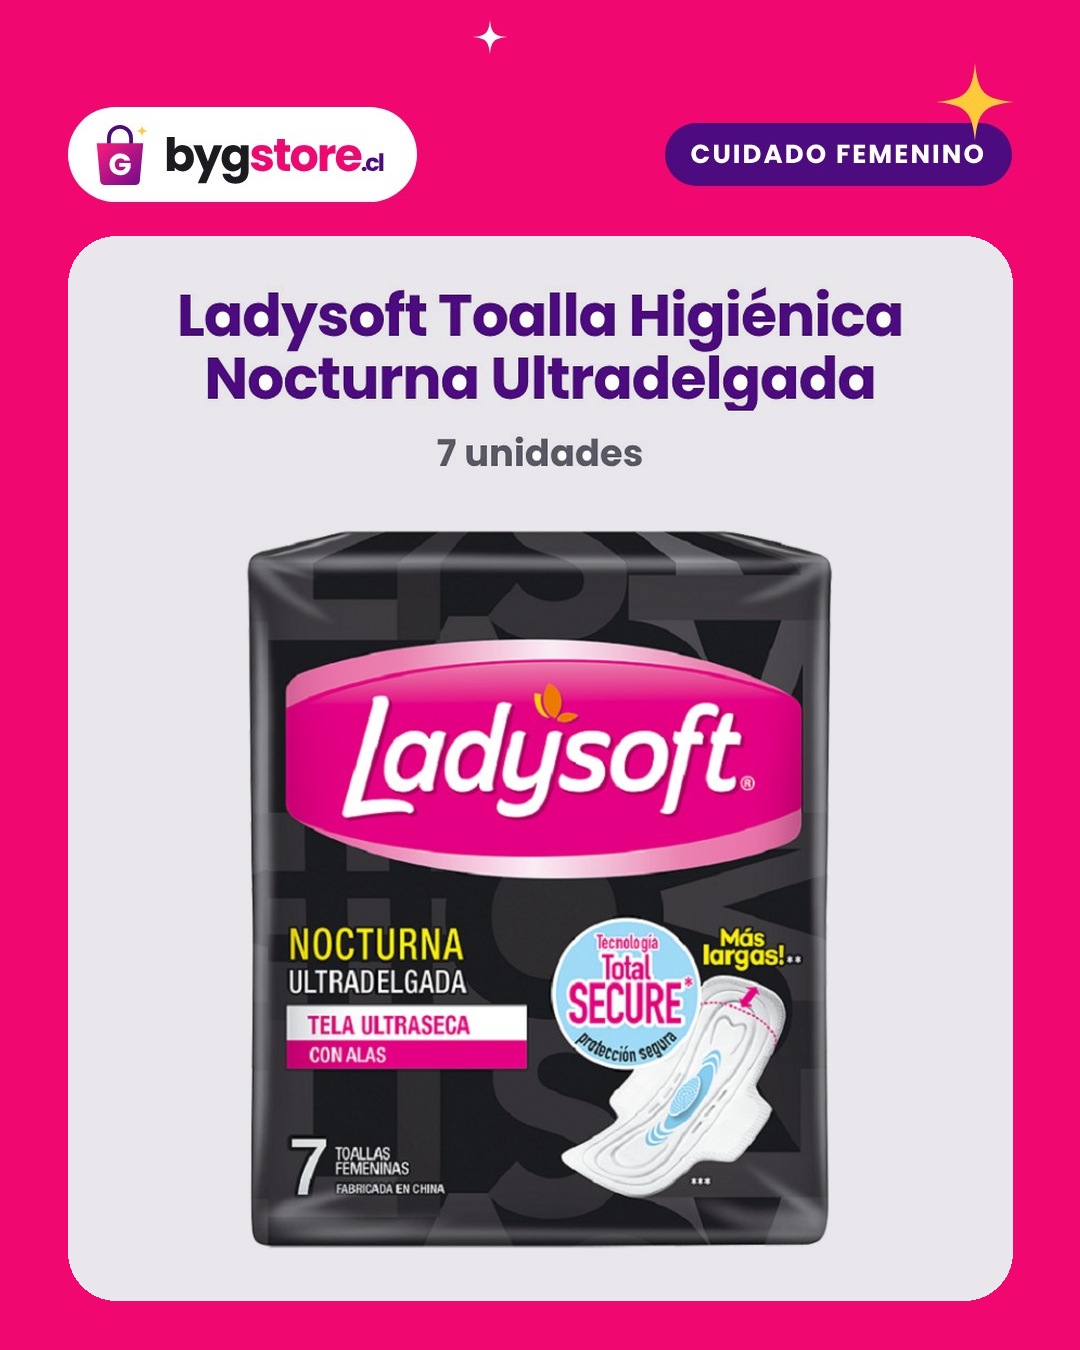 G bygstore.cl
CUIDADO FEMENINO
Ladysoft Toalla Higiénica
Nocturna Ultradelgada
7 unidades
Ladysoft®
NOCTURNA
ULTRADELGADA
TELA ULTRASECA
CON ALAS
Tecnología
Total
SECURE*
protección segura
Más
largas!**
7 TOALLAS
FEMENINAS
FABRICADA EN CHINA
***